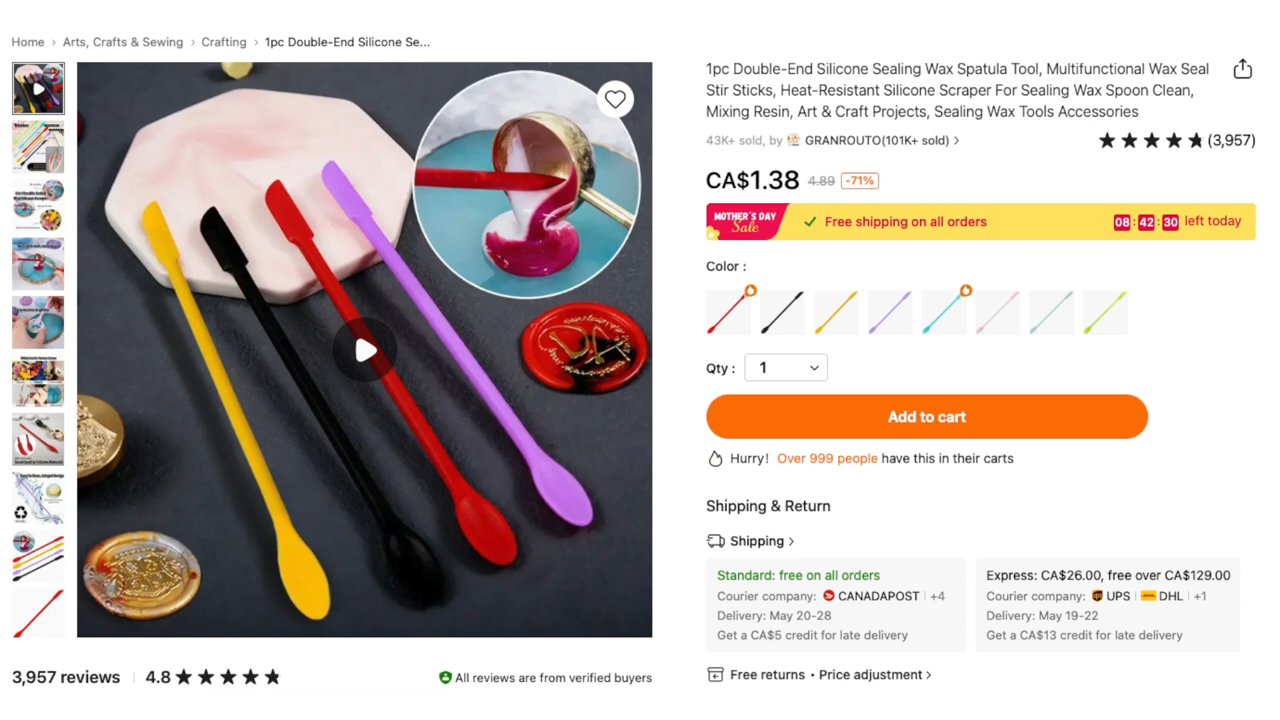 Home › Arts, Crafts & Sewing › Crafting › 1pc Double-End Silicone Se...
1pc Double-End Silicone Sealing Wax Spatula Tool, Multifunctional Wax Seal
Stir Sticks, Heat-Resistant Silicone Scraper For Sealing Wax Spoon Clean,
Mixing Resin, Art & Craft Projects, Sealing Wax Tools Accessories
43K+ sold, by GRANROUTO(101K+ sold) › (3,957)
CA$1.38 4.89 -71%
MOTHER'S DAY
Sale
Free shipping on all orders 08:42:30 left today
Color :
Qty : 1
Add to cart
Hurry! Over 999 people have this in their carts
Shipping & Return
Shipping ›
Standard: free on all orders
Courier company: CANADAPOST | +4
Delivery: May 20-28
Get a CA$5 credit for late delivery
Express: CA$26.00, free over CA$129.00
Courier company: UPS | DHL | +1
Delivery: May 19-22
Get a CA$13 credit for late delivery
Free returns • Price adjustment ›
3,957 reviews | 4.8
All reviews are from verified buyers